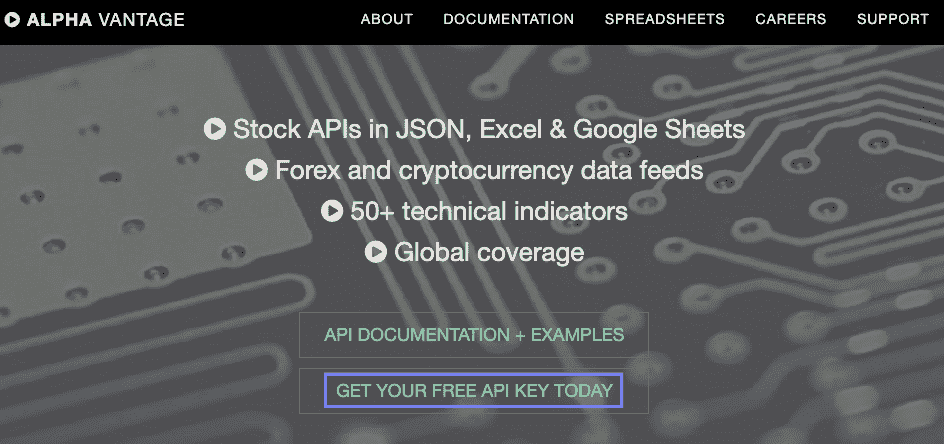 ALPHA VANTAGE
ABOUT DOCUMENTATION SPREADSHEETS CAREERS SUPPORT
Stock APIs in JSON, Excel & Google Sheets
Forex and cryptocurrency data feeds
50+ technical indicators
Global coverage
API DOCUMENTATION + EXAMPLES
GET YOUR FREE API KEY TODAY